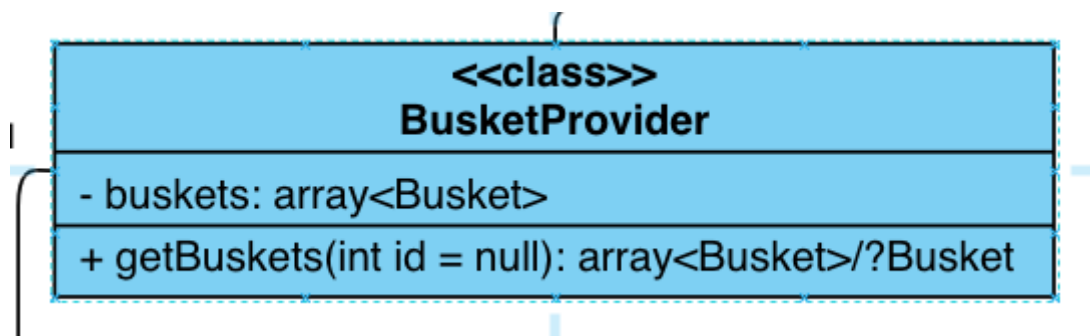 <<class>>
BusketProvider
- buskets: array<Busket>
+ getBuskets(int id = null): array<Busket>/?Busket